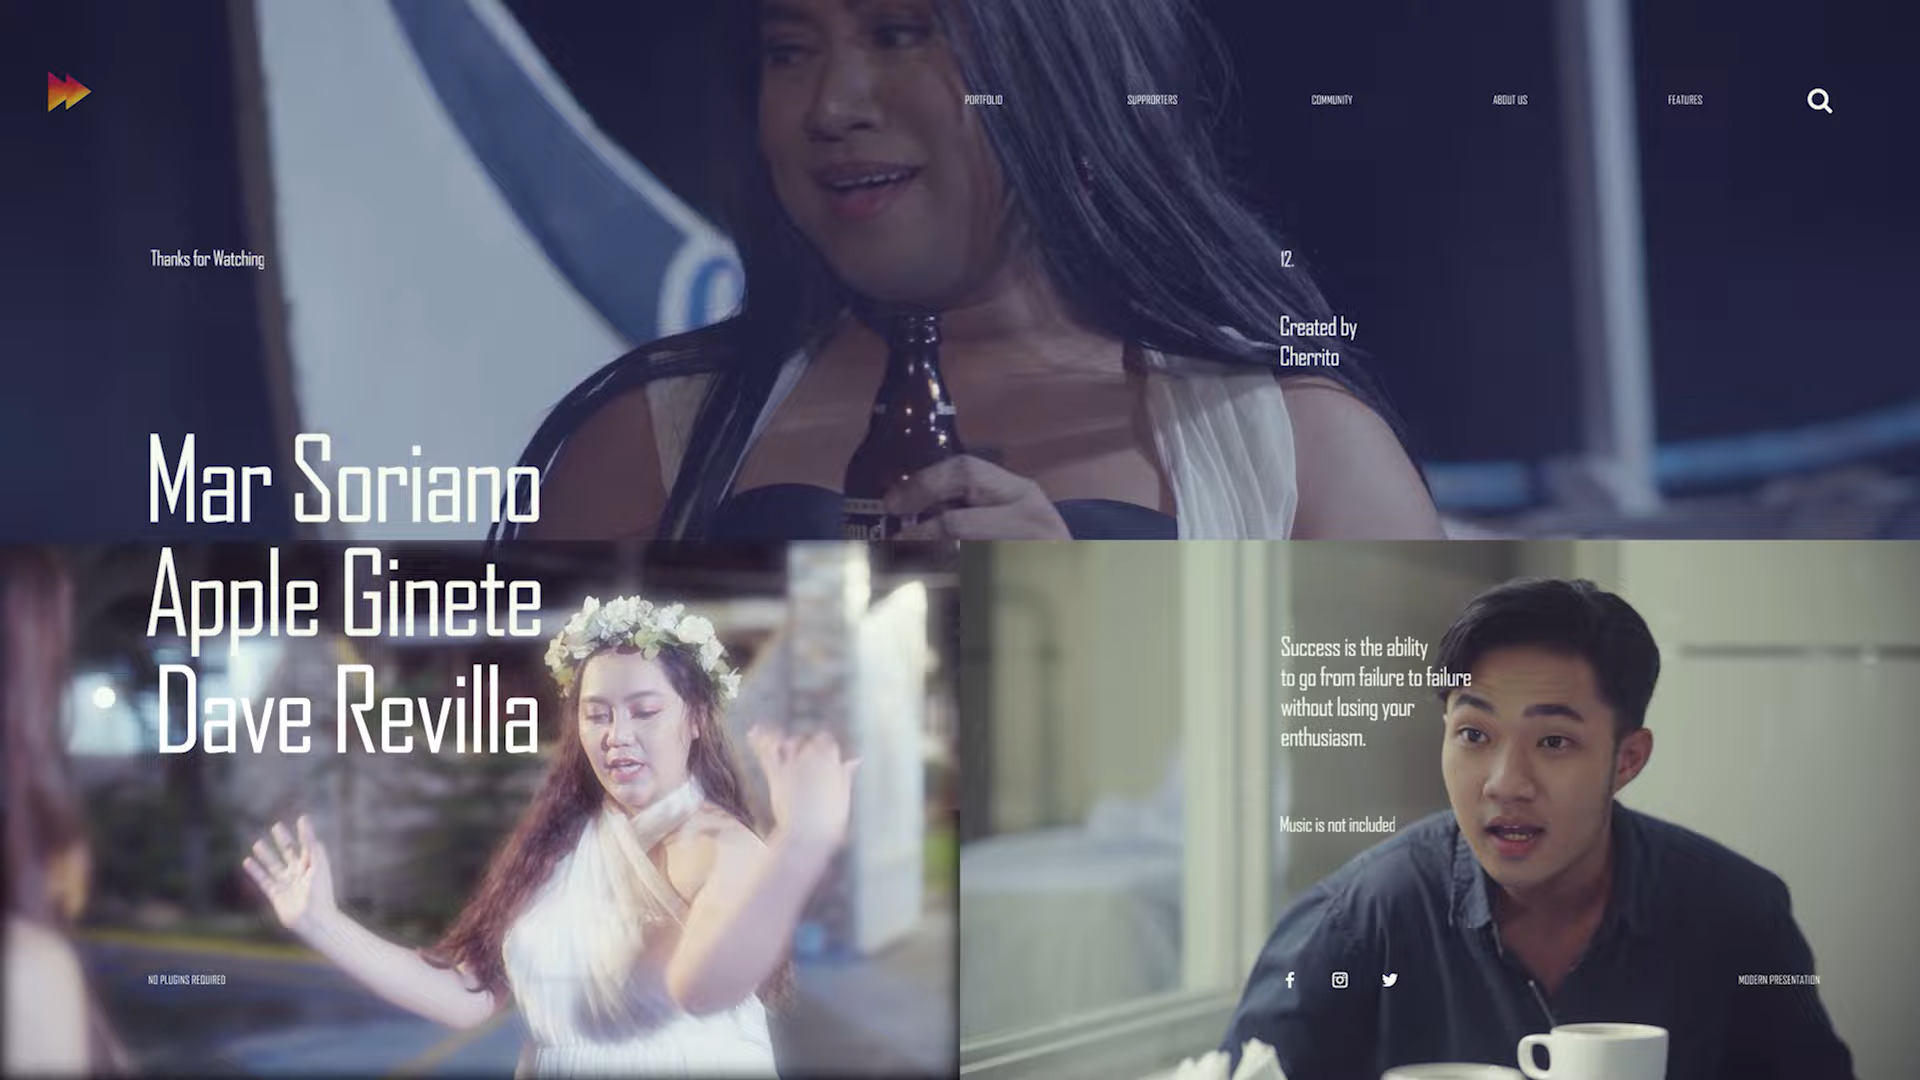 PORTFOLIO
SUPPRORTERS
COMMUNITY
ABOUT US
FEATURES
Thanks for Watching
12.
Created by
Cherrito
Mar Soriano
Apple Ginete
Dave Revilla
Success is the ability
to go from failure to failure
without losing your
enthusiasm.
Music is not included
NO PLUGINS REQUIRED
MODERN PRESENTATION